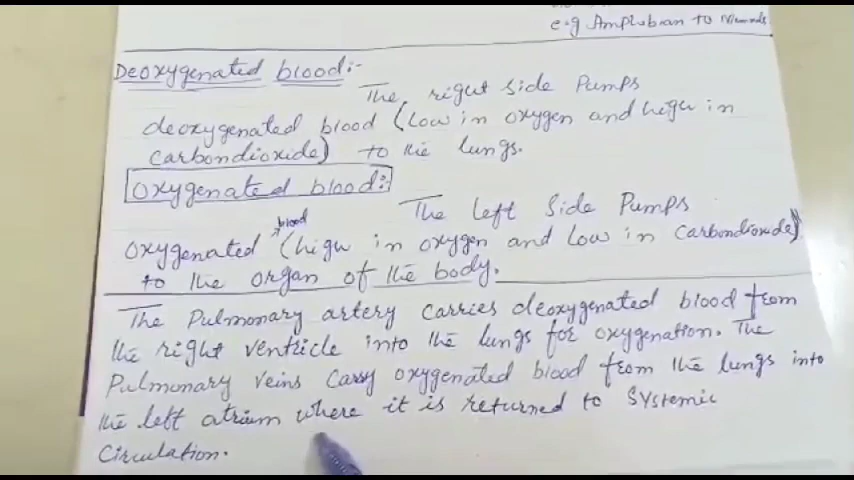 e.g Amphibian to Mammals
Deoxygenated blood:-
The right side Pumps
deoxygenated blood (low in oxygen and high in
carbondioxide) to the lungs.
Oxygenated blood:
The left Side Pumps
blood
oxygenated (high in oxygen and low in carbondioxide)
to the organ of the body.
The Pulmonary artery carries deoxygenated blood from
the right ventricle into the lungs for oxygenation. The
Pulmonary veins carry oxygenated blood from the lungs into
the left atrium where it is returned to Systemic
Circulation.